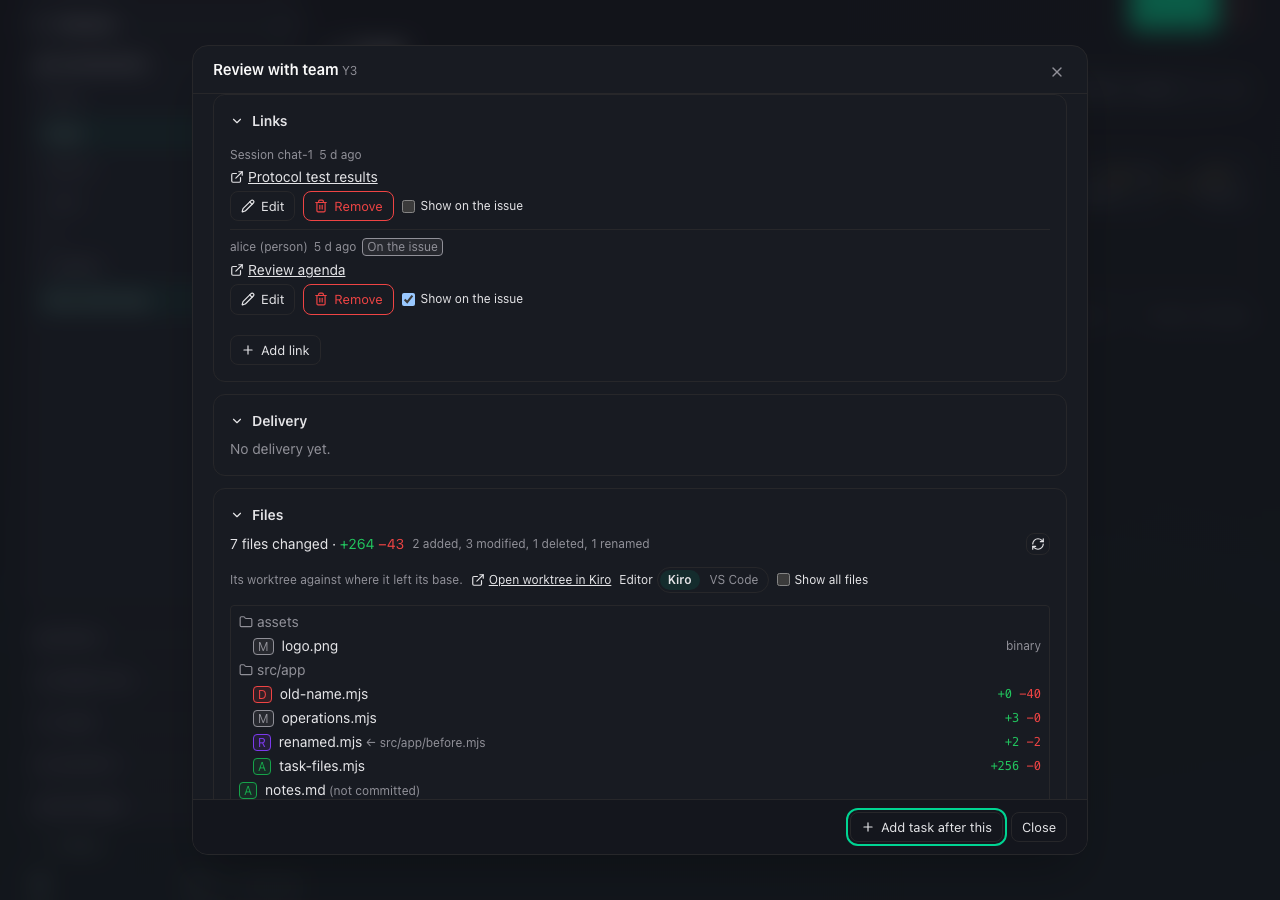 Review with team Y3
Links
Session chat-1 5 d ago
Protocol test results
Edit Remove Show on the issue
alice (person) 5 d ago On the issue
Review agenda
Edit Remove Show on the issue
Add link
Delivery
No delivery yet.
Files
7 files changed · +264 −43 2 added, 3 modified, 1 deleted, 1 renamed
Its worktree against where it left its base. Open worktree in Kiro Editor Kiro VS Code Show all files
assets
M logo.png binary
src/app
D old-name.mjs +0 −40
M operations.mjs +3 −0
R renamed.mjs ← src/app/before.mjs +2 −2
A task-files.mjs +256 −0
A notes.md (not committed)
Add task after this Close